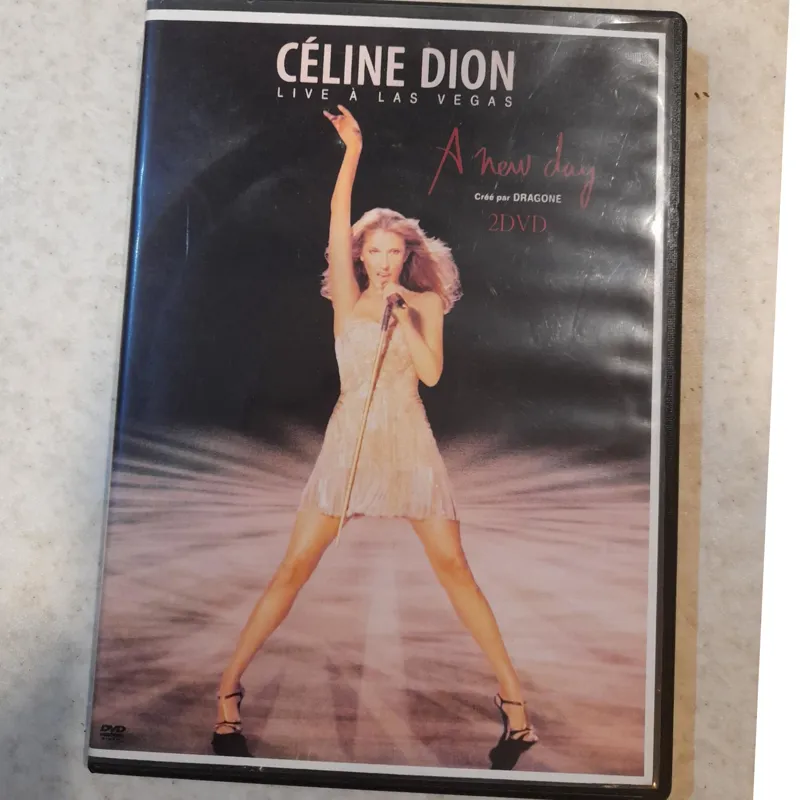 CÉLINE DION
LIVE À LAS VEGAS
A new day
Créé par DRAGONE
2DVD
DVD